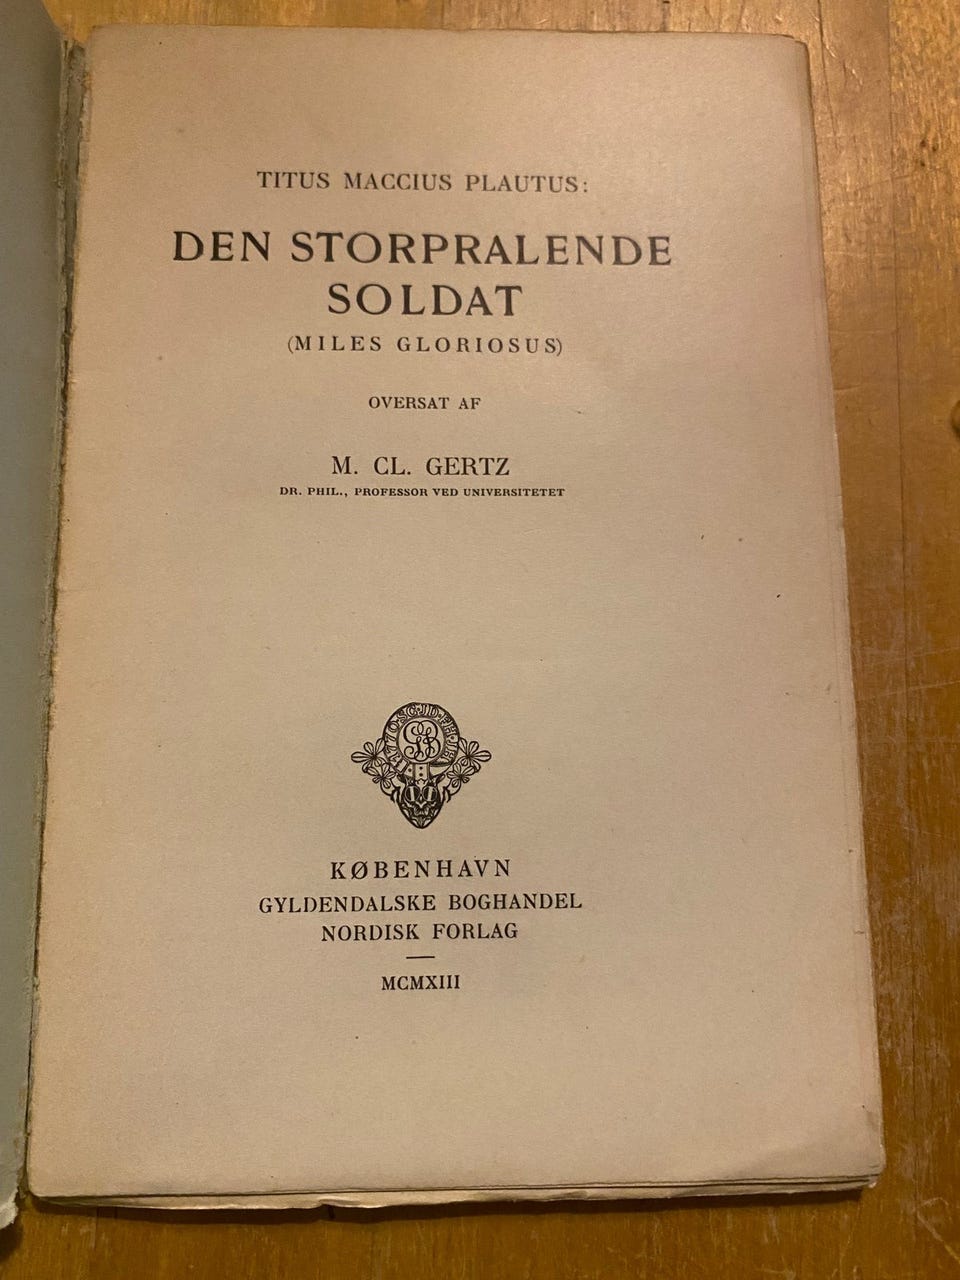 TITUS MACCIUS PLAUTUS:
DEN STORPRALENDE
SOLDAT
(MILES GLORIOSUS)
OVERSAT AF
M. CL. GERTZ
DR. PHIL., PROFESSOR VED UNIVERSITETET
KØBENHAVN
GYLDENDALSKE BOGHANDEL
NORDISK FORLAG
MCMXIII